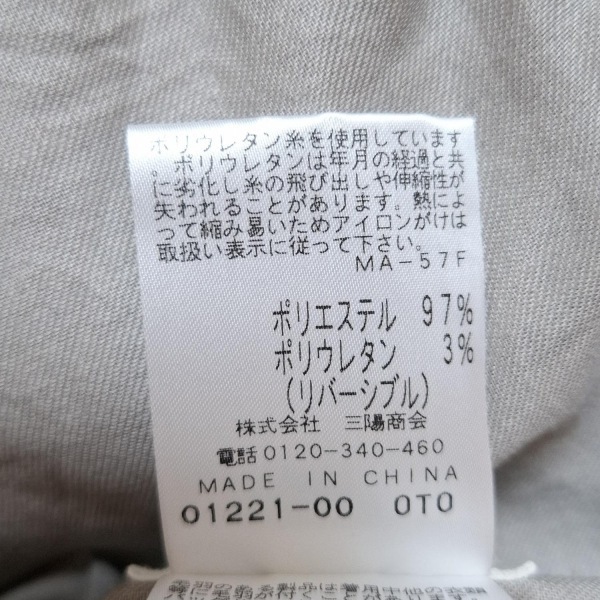 ポリウレタン糸を使用しています
。ポリウレタンは年月の経過と共
に劣化し糸の飛び出しや伸縮性が
失われることがあります。熱によ
って縮み易いためアイロンがけは
取扱い表示に従って下さい。
MA-57F
ポリエステル 97%
ポリウレタン 3%
(リバーシブル)
株式会社 三陽商会
電話0120-340-460
MADE IN CHINA
01221-00 0T0